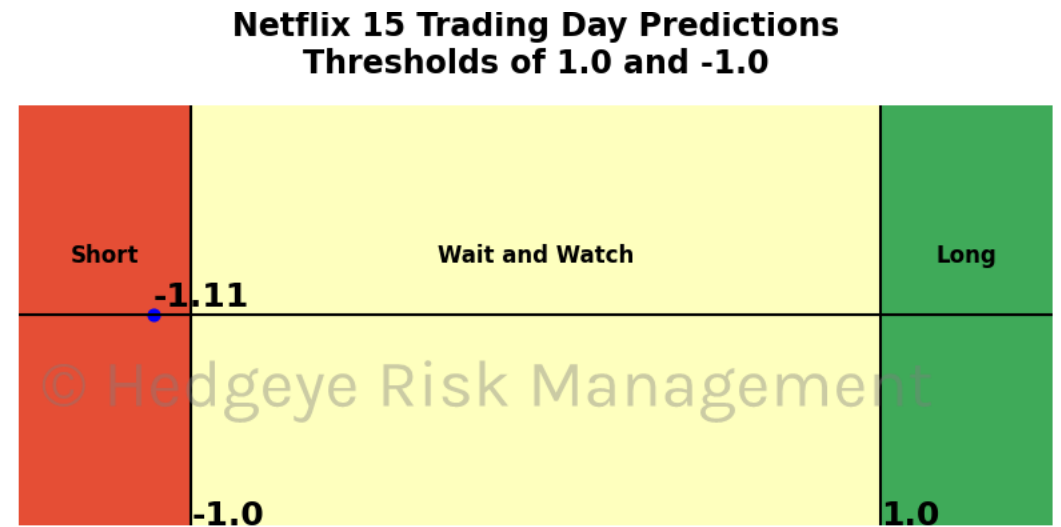 Netflix 15 Trading Day Predictions
Thresholds of 1.0 and -1.0
Short
Wait and Watch
Long
-1.11
© Hedgeye Risk Management
-1.0
1.0